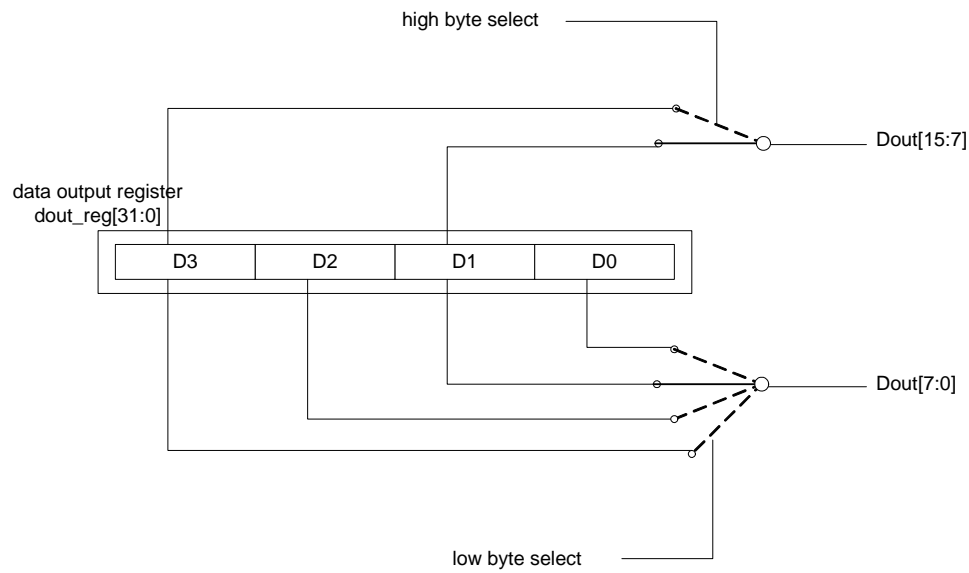 high byte select
Dout[15:7]
data output register
dout_reg[31:0]
D3 D2 D1 D0
Dout[7:0]
low byte select